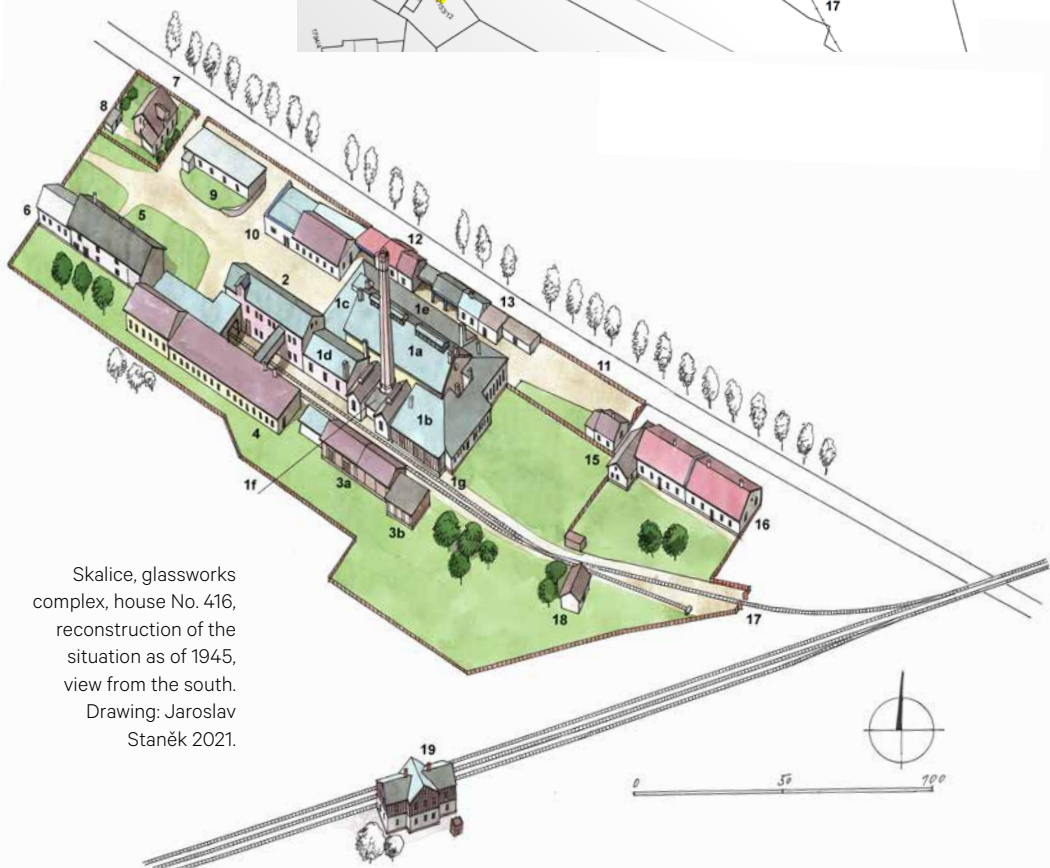 17
7
8
9
6
5
10
12
2
1c
13
1e
1a
1d
11
1b
4
15
1f
3a
1g
16
3b
18
17
19
0 50 100
Skalice, glassworks
complex, house No. 416,
reconstruction of the
situation as of 1945,
view from the south.
Drawing: Jaroslav
Staněk 2021.